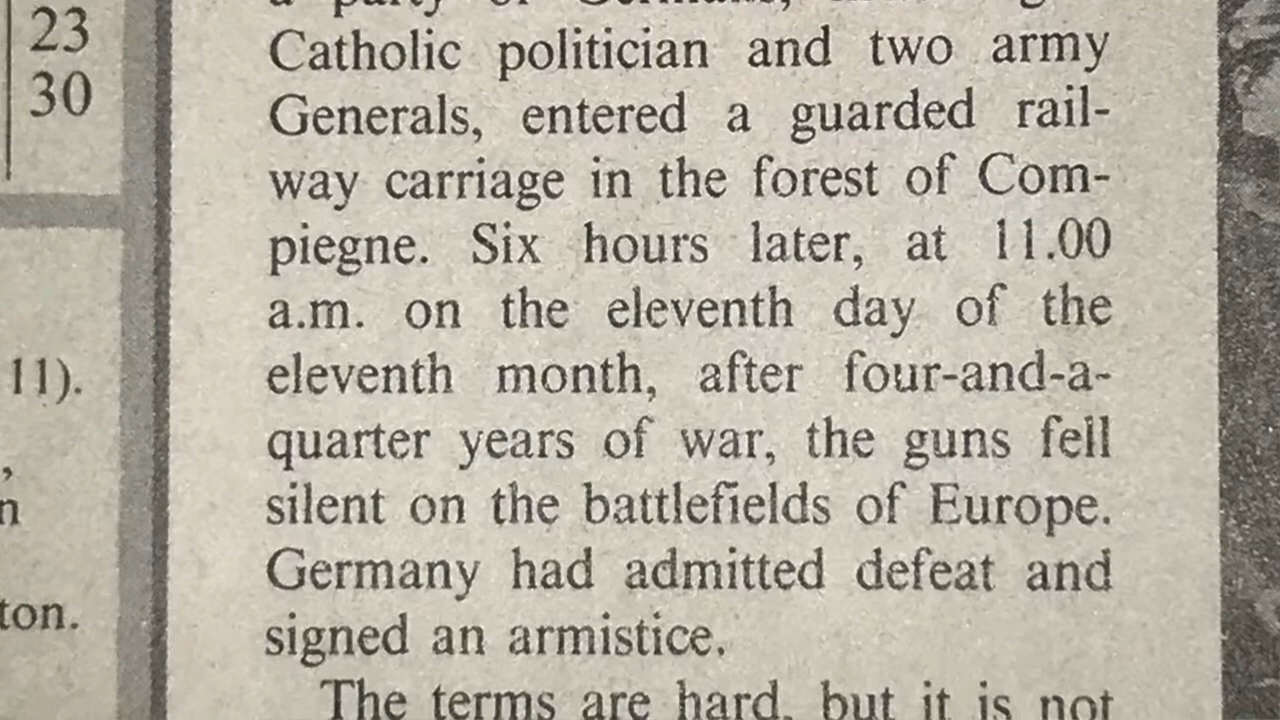 23
30
11).
,
n
ton.
a party of Germans,
Catholic politician and two army
Generals, entered a guarded rail-
way carriage in the forest of Com-
piegne. Six hours later, at 11.00
a.m. on the eleventh day of the
eleventh month, after four-and-a-
quarter years of war, the guns fell
silent on the battlefields of Europe.
Germany had admitted defeat and
signed an armistice.
The terms are hard, but it is not